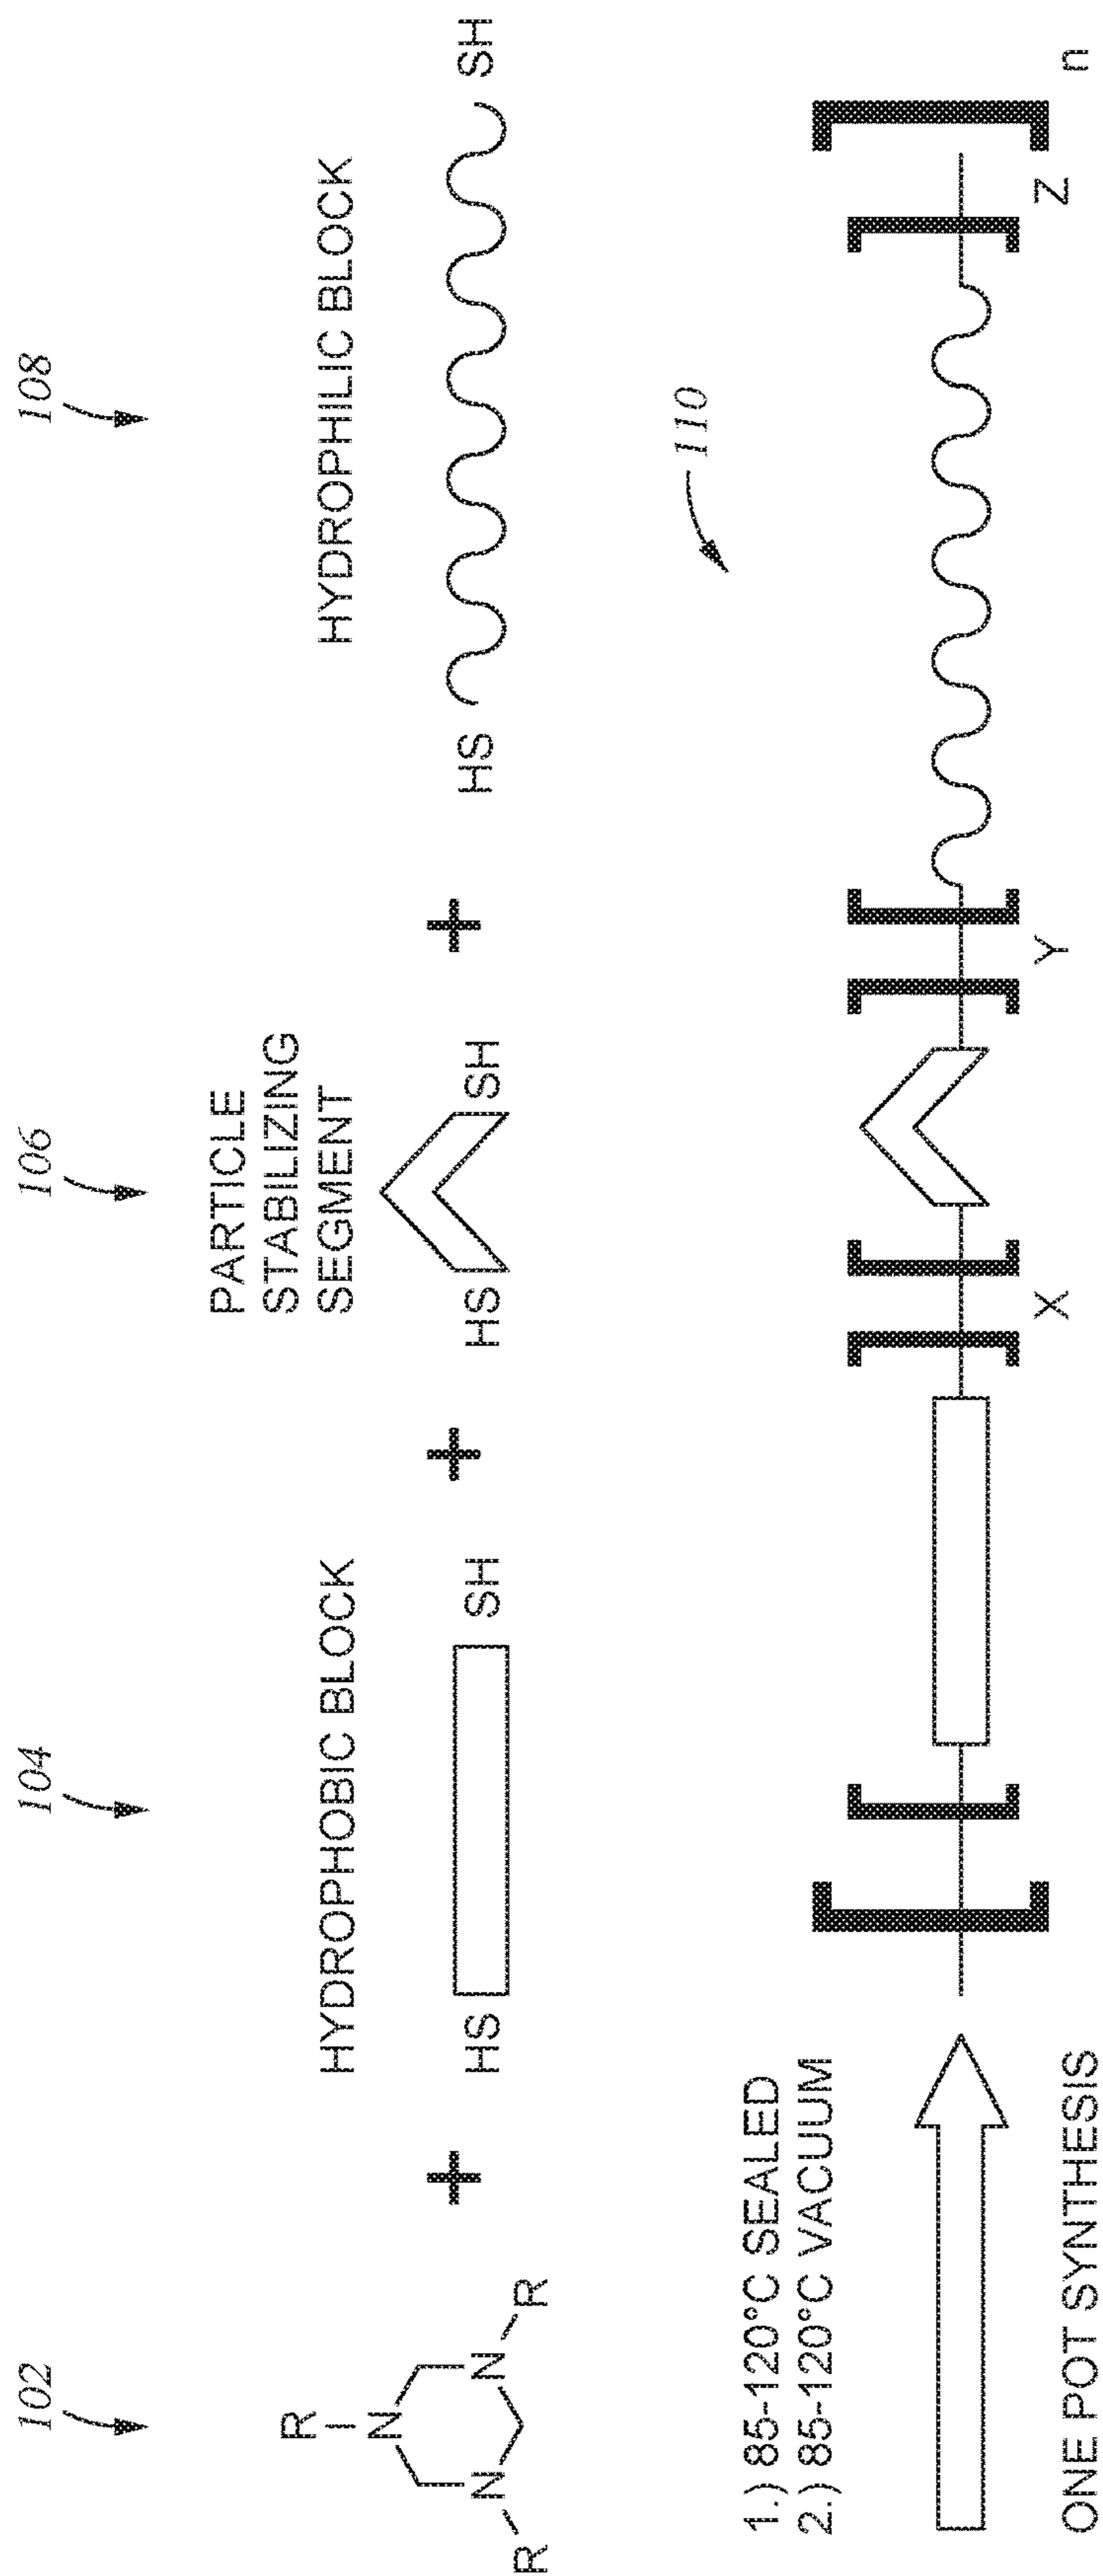 102
104
106
108
HYDROPHOBIC BLOCK
PARTICLE
STABILIZING
SEGMENT
HYDROPHILIC BLOCK
R
N
N
N
R
R
+
HS
SH
+
HS
SH
+
HS
SH
110
1.) 85-120°C SEALED
2.) 85-120°C VACUUM
ONE POT SYNTHESIS
X
Y
Z
n